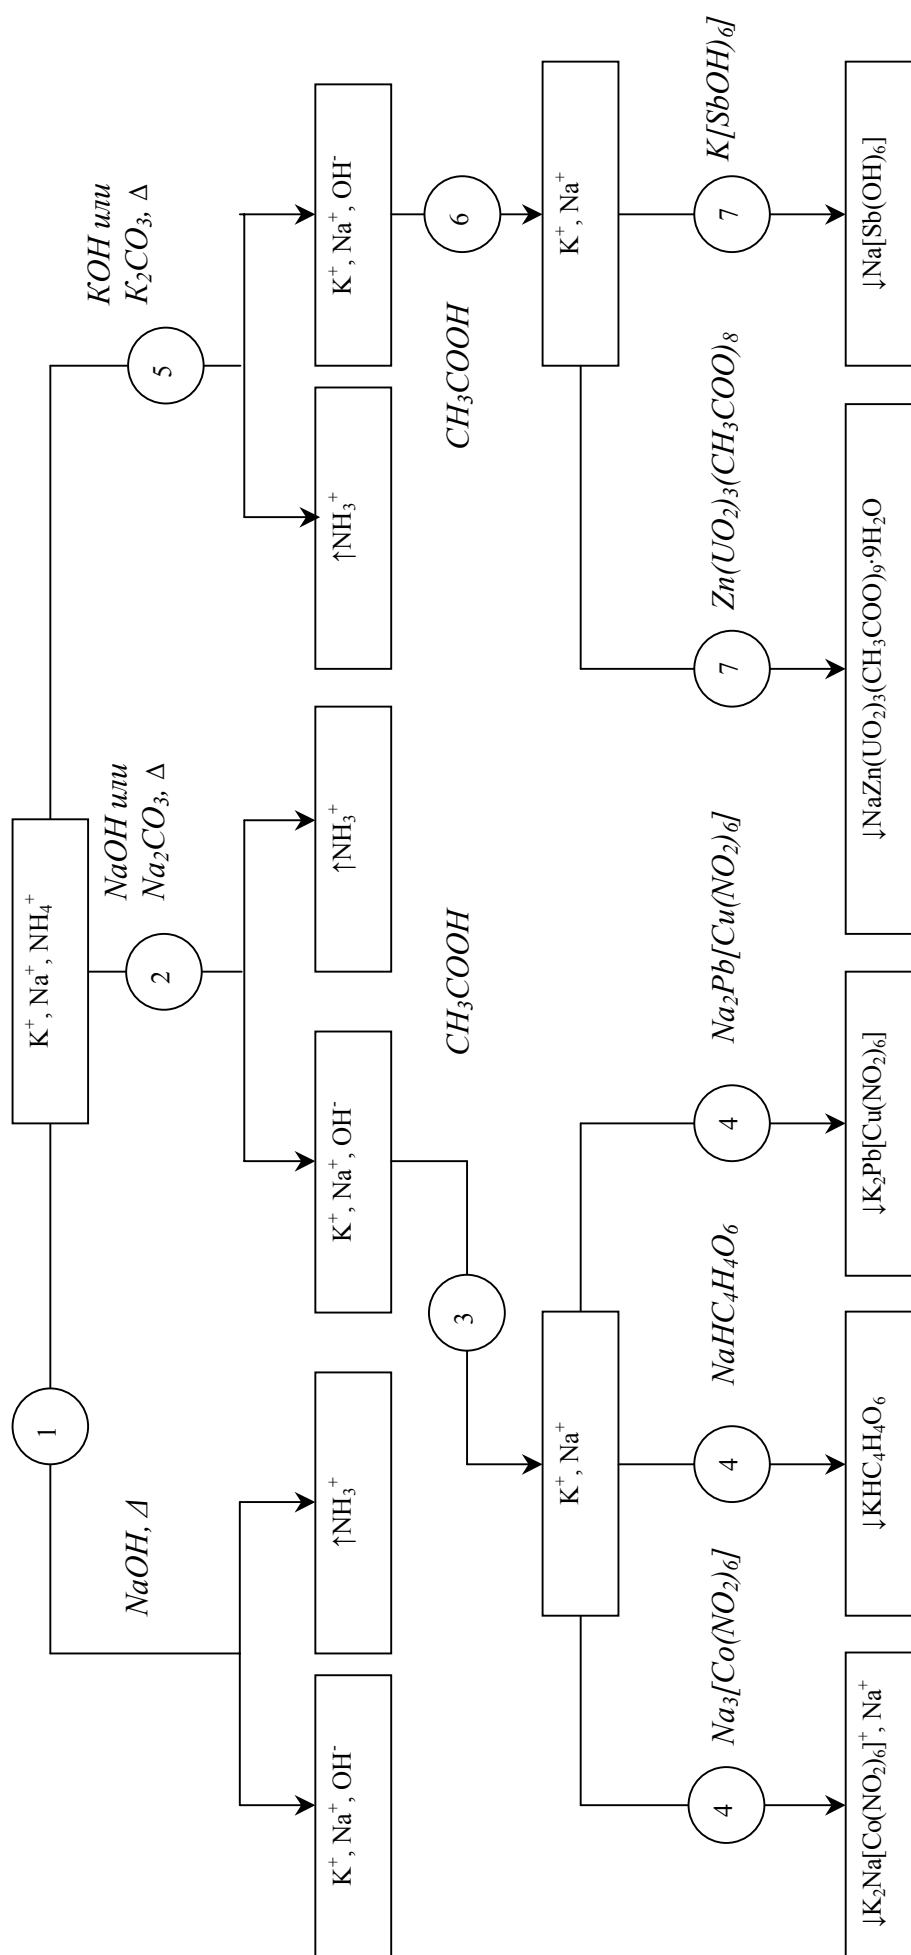 K⁺, Na⁺, NH₄⁺
1
NaOH, Δ
K⁺, Na⁺, OH⁻
↑NH₃⁺
2
NaOH или
Na₂CO₃, Δ
K⁺, Na⁺, OH⁻
↑NH₃⁺
5
КОН или
K₂CO₃, Δ
↑NH₃⁺
K⁺, Na⁺, OH⁻
3
CH₃COOH
6
CH₃COOH
K⁺, Na⁺
K⁺, Na⁺
4
Na₃[Co(NO₂)₆]
4
NaHC₄H₄O₆
4
Na₂Pb[Cu(NO₂)₆]
7
Zn(UO₂)₃(CH₃COO)₈
7
K[SbOH)₆]
↓K₂Na[Co(NO₂)₆]⁺, Na⁺
↓KHC₄H₄O₆
↓K₂Pb[Cu(NO₂)₆]
↓NaZn(UO₂)₃(CH₃COO)₉·9H₂O
↓Na[Sb(OH)₆]